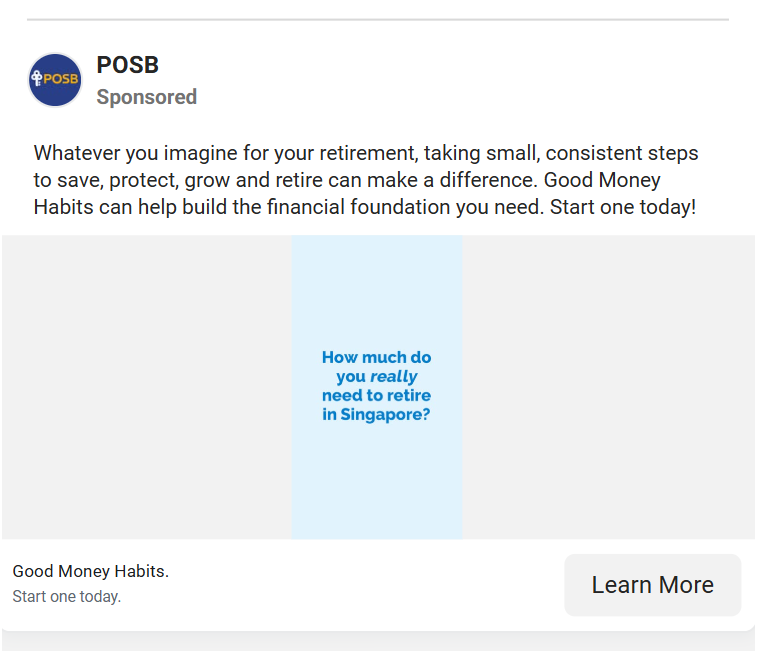 POSB
POSB
Sponsored
Whatever you imagine for your retirement, taking small, consistent steps
to save, protect, grow and retire can make a difference. Good Money
Habits can help build the financial foundation you need. Start one today!
How much do
you really
need to retire
in Singapore?
Good Money Habits.
Start one today.
Learn More